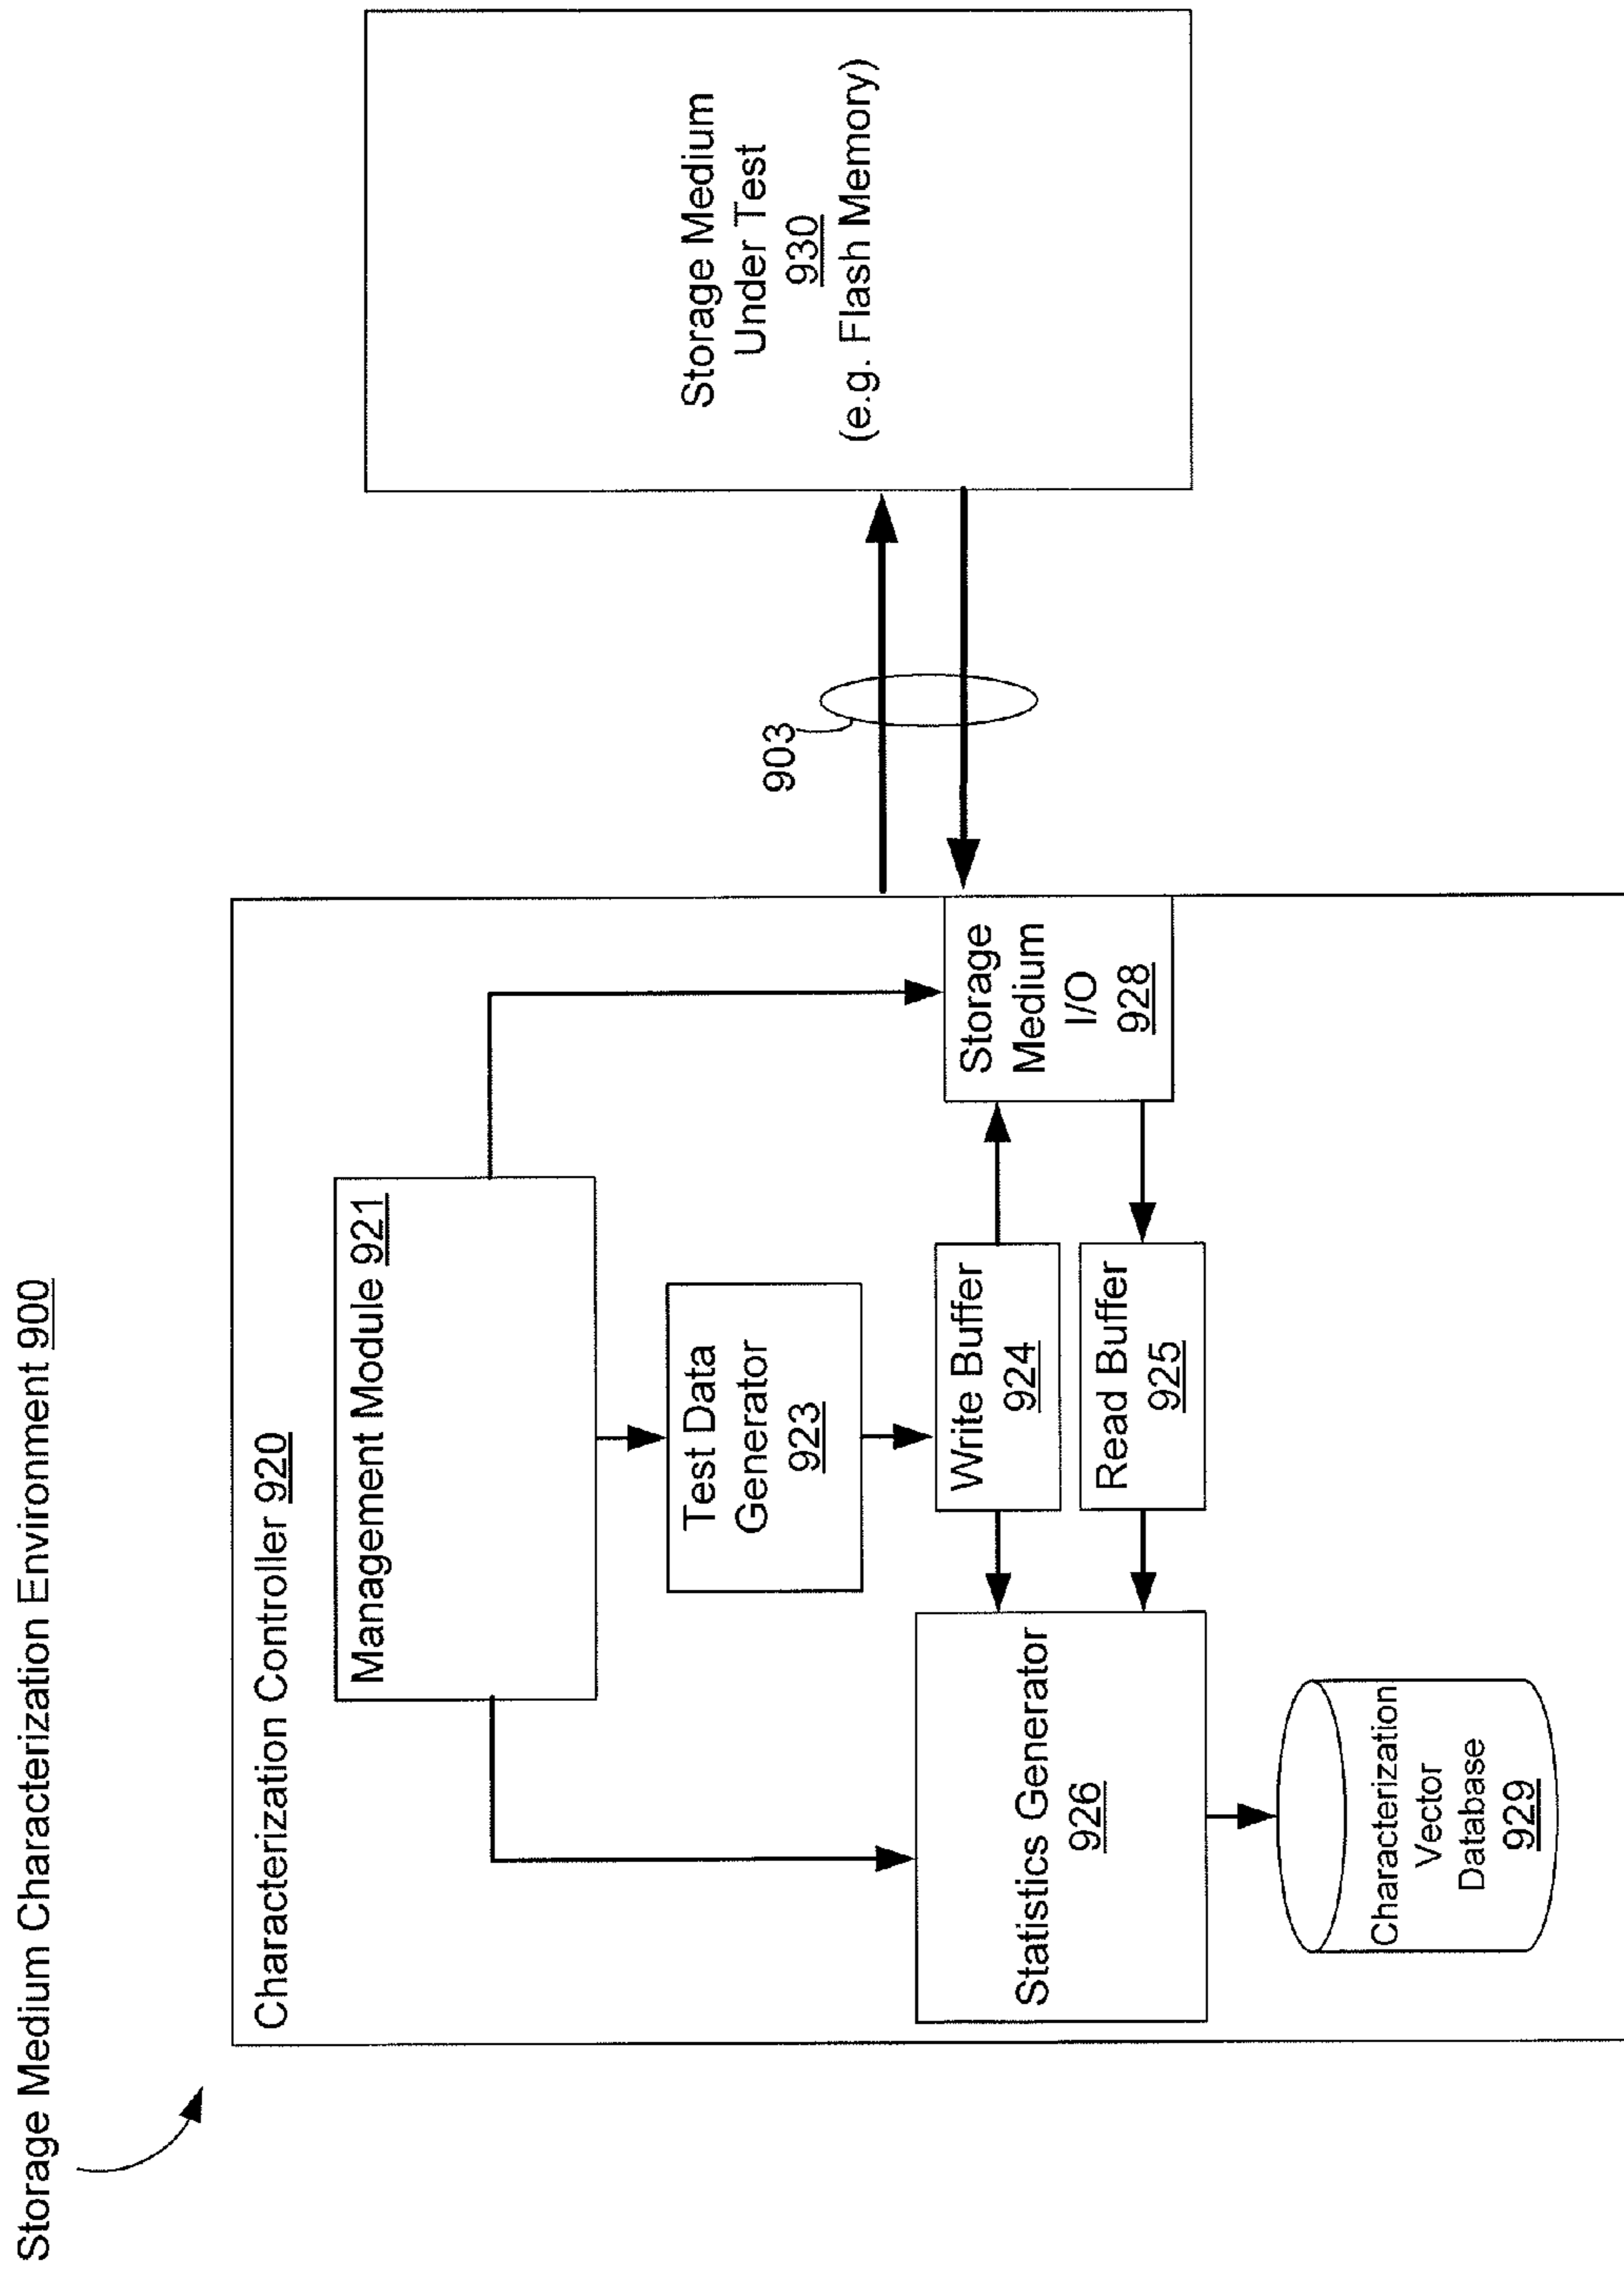 Storage Medium Characterization Environment 900
Characterization Controller 920
Management Module 921
Test Data
Generator
923
Write Buffer
924
Read Buffer
925
Statistics Generator
926
Characterization
Vector
Database
929
Storage
Medium
I/O
928
903
Storage Medium
Under Test
930
(e.g. Flash Memory)